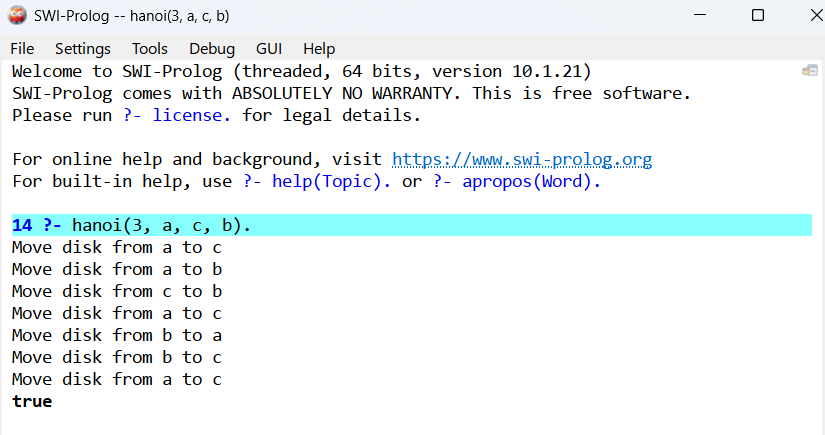 SWI-Prolog -- hanoi(3, a, c, b)
File Settings Tools Debug GUI Help
Welcome to SWI-Prolog (threaded, 64 bits, version 10.1.21)
SWI-Prolog comes with ABSOLUTELY NO WARRANTY. This is free software.
Please run ?- license. for legal details.
For online help and background, visit https://www.swi-prolog.org
For built-in help, use ?- help(Topic). or ?- apropos(Word).
14 ?- hanoi(3, a, c, b).
Move disk from a to c
Move disk from a to b
Move disk from c to b
Move disk from a to c
Move disk from b to a
Move disk from b to c
Move disk from a to c
true